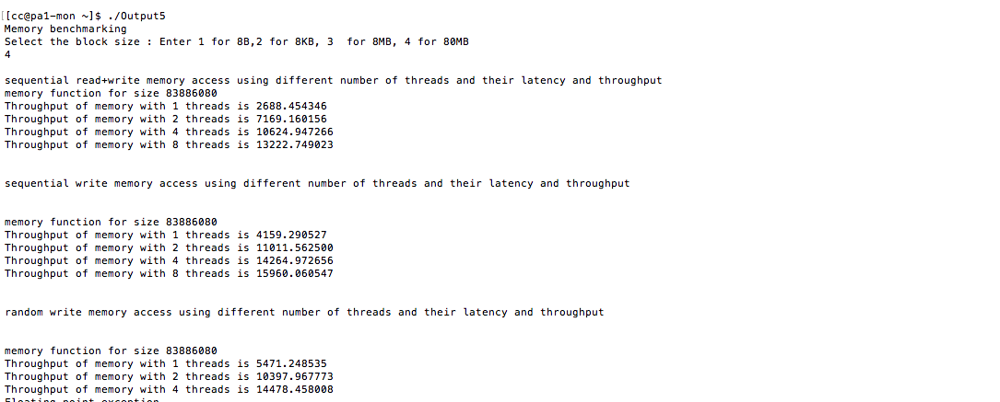 [[cc@pa1-mon ~]$ ./Output5
Memory benchmarking
Select the block size : Enter 1 for 8B,2 for 8KB, 3  for 8MB, 4 for 80MB
4
sequential read+write memory access using different number of threads and their latency and throughput
memory function for size 83886080
Throughput of memory with 1 threads is 2688.454346
Throughput of memory with 2 threads is 7169.160156
Throughput of memory with 4 threads is 10624.947266
Throughput of memory with 8 threads is 13222.749023
sequential write memory access using different number of threads and their latency and throughput
memory function for size 83886080
Throughput of memory with 1 threads is 4159.290527
Throughput of memory with 2 threads is 11011.562500
Throughput of memory with 4 threads is 14264.972656
Throughput of memory with 8 threads is 15960.060547
random write memory access using different number of threads and their latency and throughput
memory function for size 83886080
Throughput of memory with 1 threads is 5471.248535
Throughput of memory with 2 threads is 10397.967773
Throughput of memory with 4 threads is 14478.458008
Floating point exception